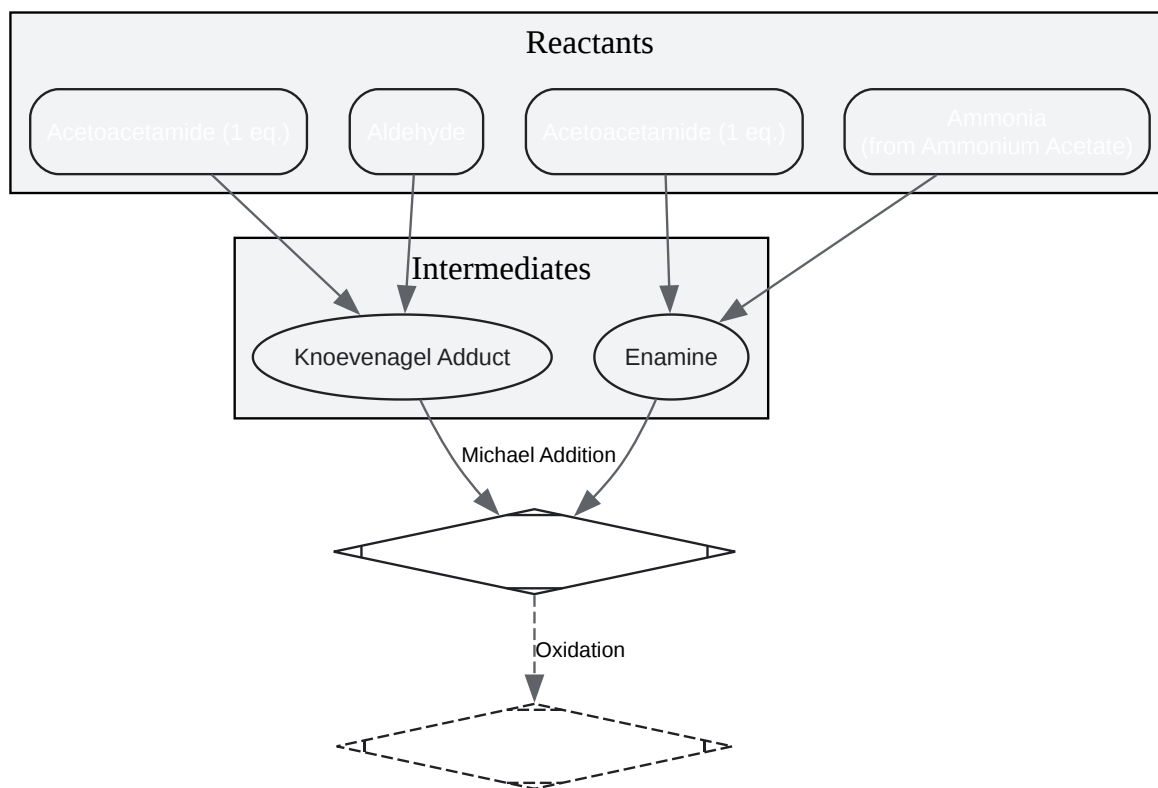 Reactants
Acetoacetamide (1 eq.)
Aldehyde
Acetoacetamide (1 eq.)
Ammonia
(from Ammonium Acetate)
Intermediates
Knoevenagel Adduct
Enamine
Michael Addition
Oxidation